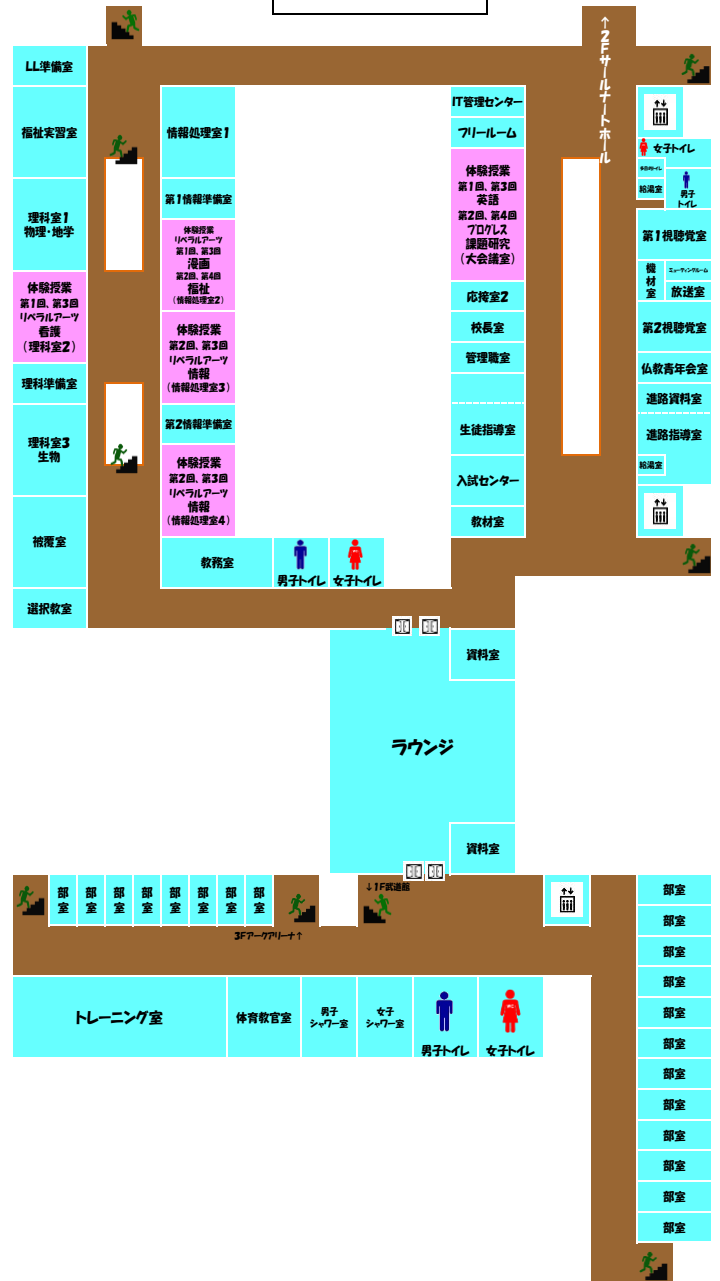 ↑2Fサールナートホール
LL準備室
福祉実習室
理科室1
物理・地学
体験授業
第1回、第3回
リベラルアーツ
看護
(理科室2)
理科準備室
理科室3
生物
被覆室
選択教室
情報処理室1
第1情報準備室
体験授業
リベラルアーツ
第1回、第3回
漫画
第2回、第4回
福祉
(情報処理室2)
体験授業
第2回、第3回
リベラルアーツ
情報
(情報処理室3)
第2情報準備室
体験授業
第2回、第3回
リベラルアーツ
情報
(情報処理室4)
教務室
男子トイレ
女子トイレ
IT管理センター
フリールーム
体験授業
第1回、第3回
英語
第2回、第4回
プログレス
課題研究
(大会議室)
応接室2
校長室
管理職室
生徒指導室
入試センター
教材室
女子トイレ
給湯室
男子
トイレ
第1視聴覚室
機材室
ミーティングルーム
放送室
第2視聴覚室
仏教青年会室
進路資料室
進路指導室
給湯室
資料室
ラウンジ
資料室
部室
部室
部室
部室
部室
部室
部室
部室
↓1F武道館
3Fアークアリーナ↑
トレーニング室
体育教官室
男子
シャワー室
女子
シャワー室
男子トイレ
女子トイレ
部室
部室
部室
部室
部室
部室
部室
部室
部室
部室
部室
部室